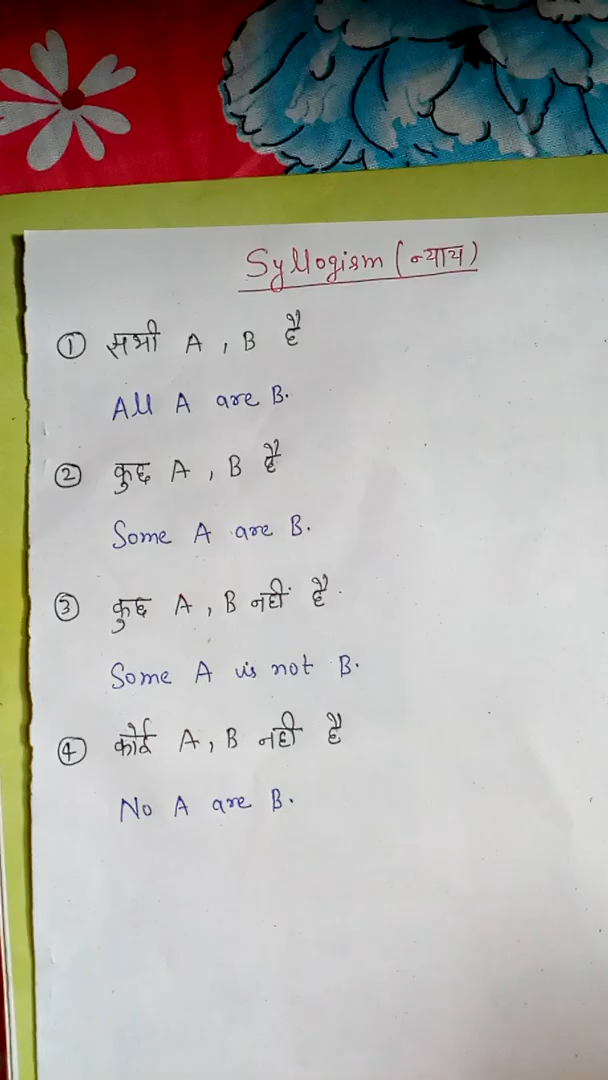 Syllogism (न्याय)
① सभी A, B है
All A are B.
② कुछ A, B है
Some A are B.
③ कुछ A, B नहीं है.
Some A is not B.
④ कोई A, B नही है
No A are B.